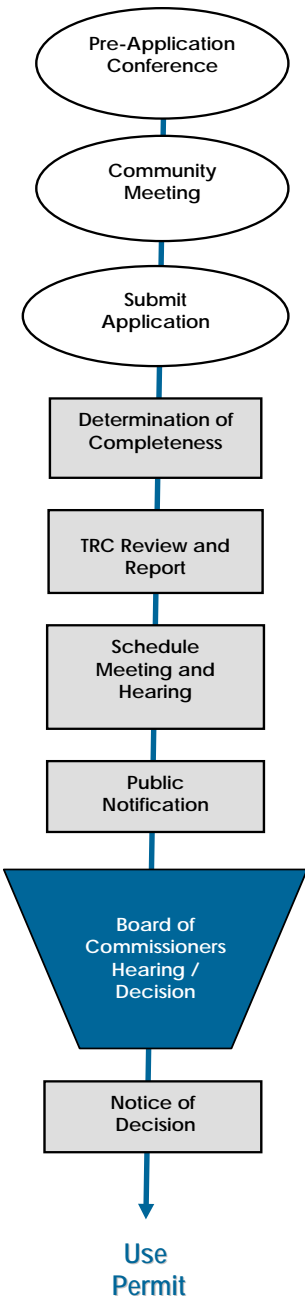 Pre-Application
Conference
Community
Meeting
Submit
Application
Determination of
Completeness
TRC Review and
Report
Schedule
Meeting and
Hearing
Public
Notification
Board of
Commissioners
Hearing /
Decision
Notice of
Decision
Use
Permit